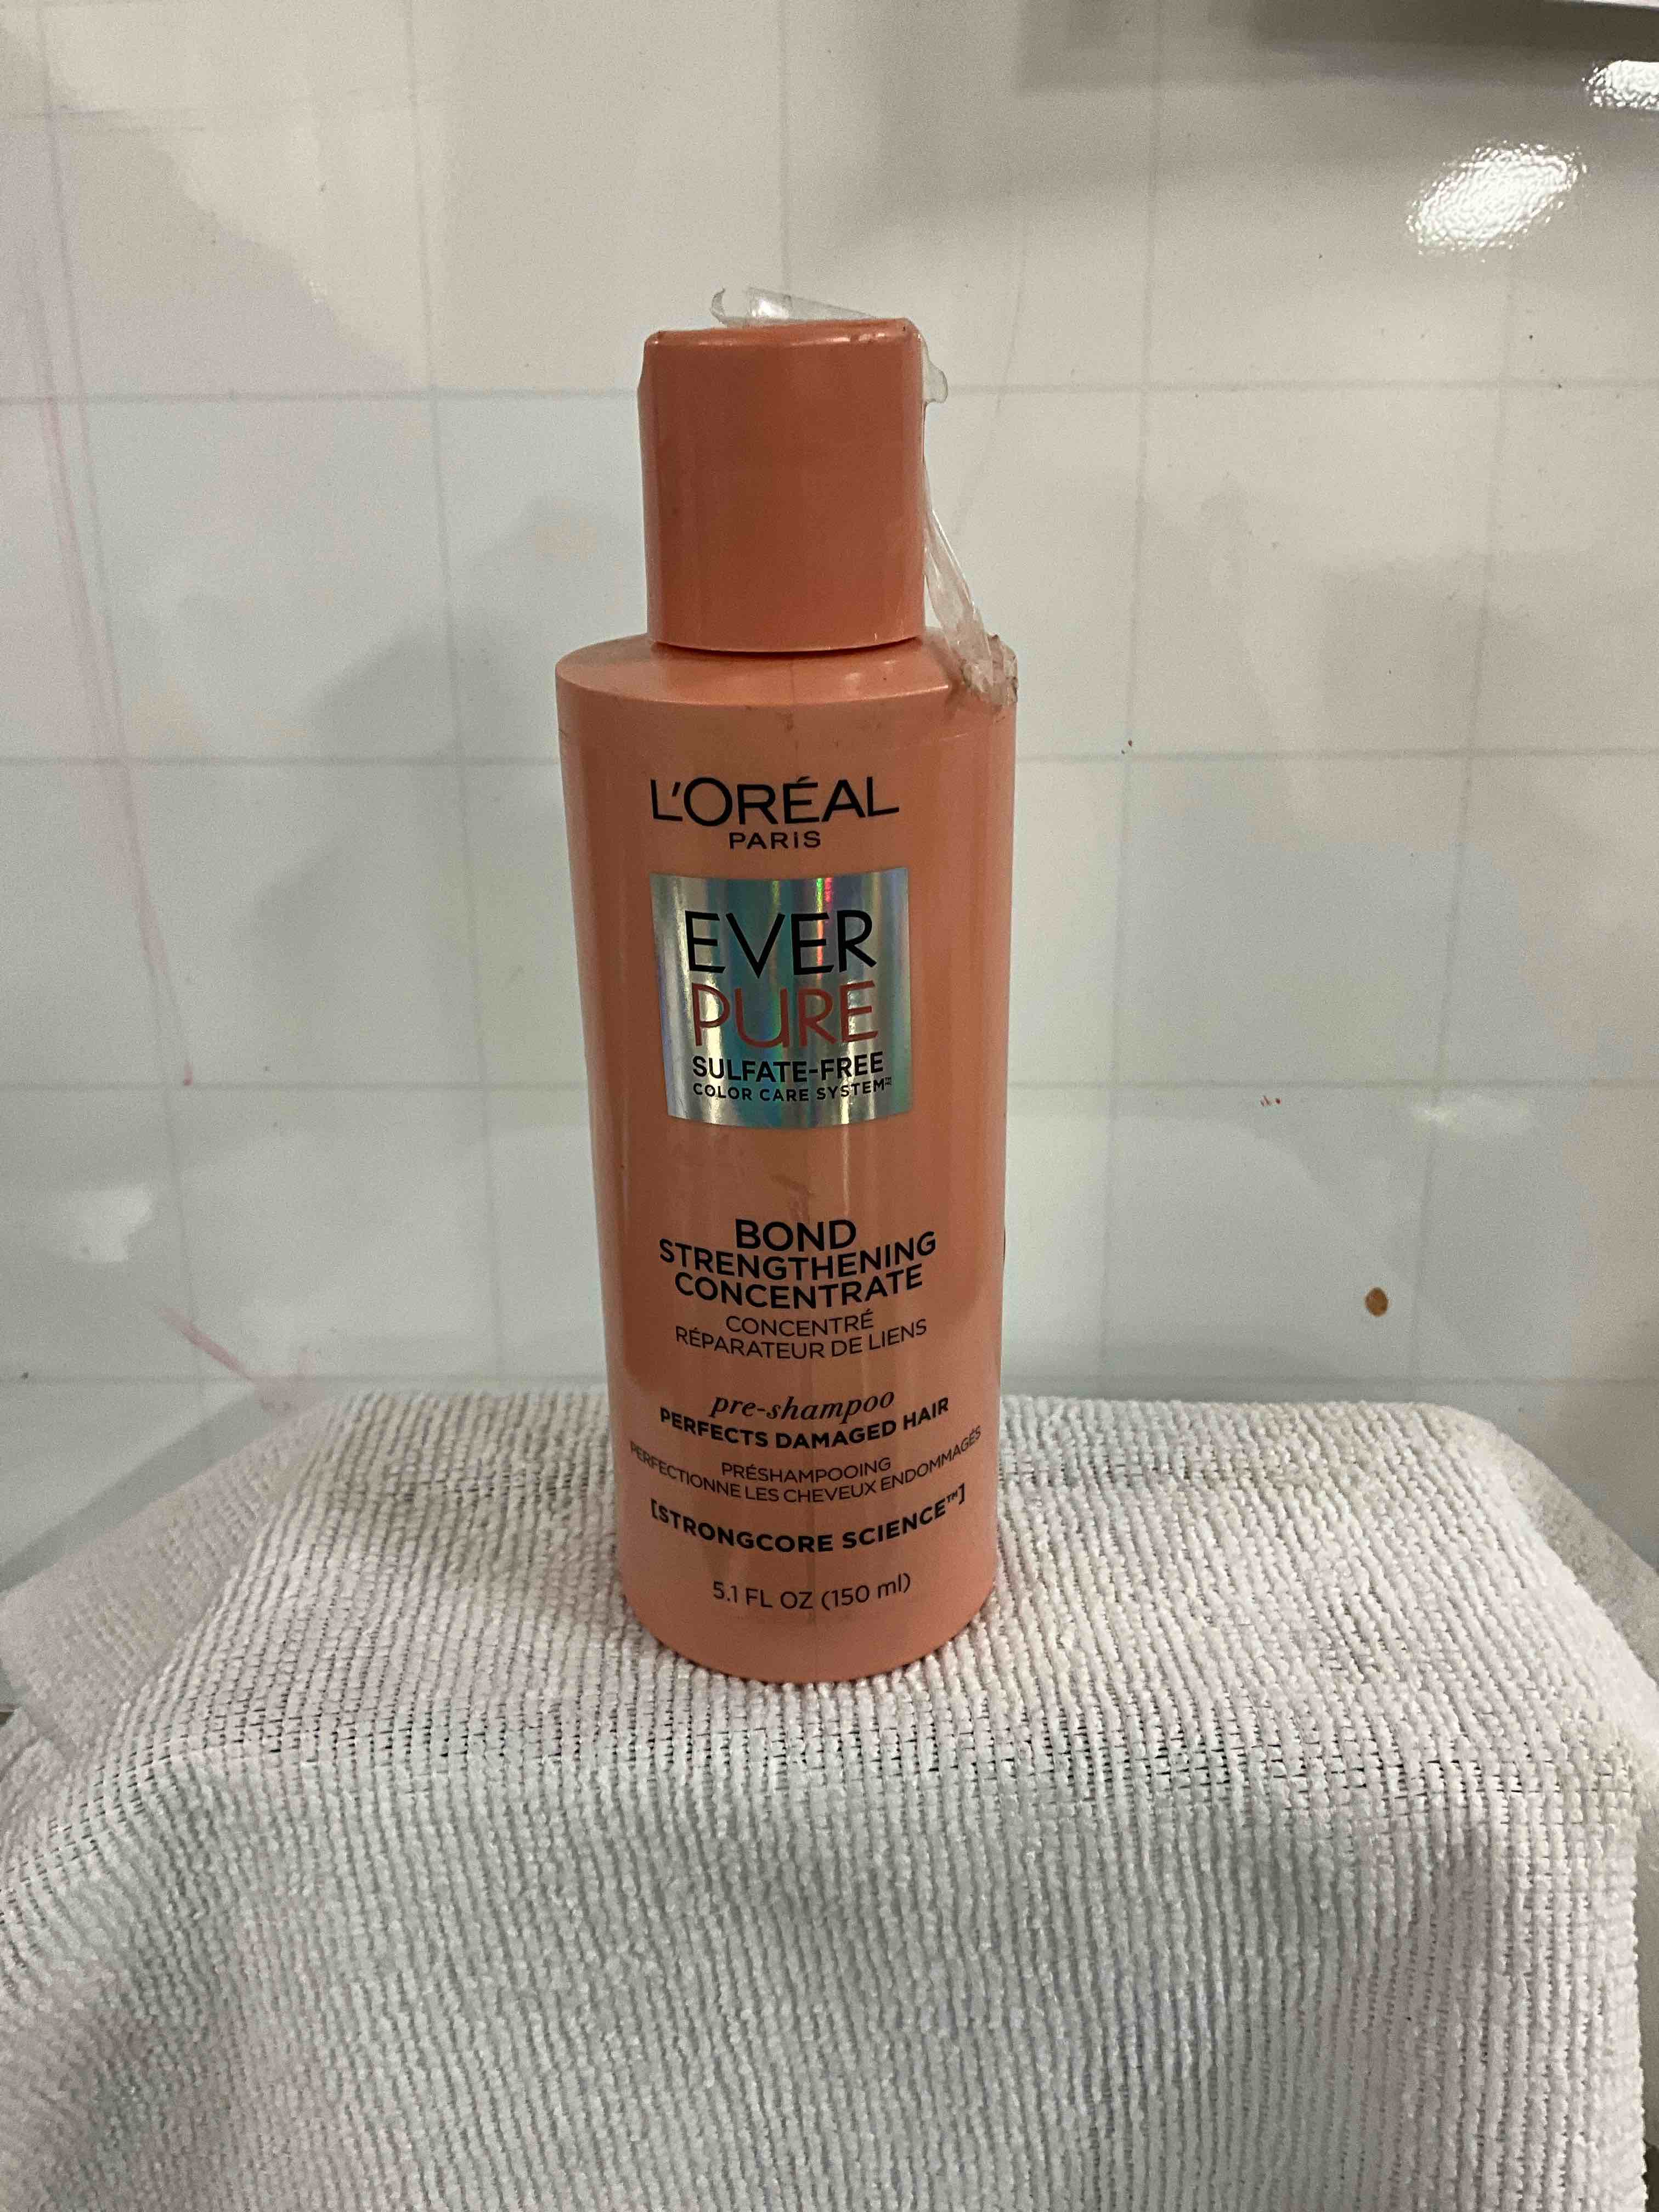 L'ORÉAL
PARIS
EVER
PURE
SULFATE-FREE
COLOR CARE SYSTEM
BOND
STRENGTHENING
CONCENTRATE
CONCENTRÉ
RÉPARATEUR DE LIENS
pre-shampoo
PERFECTS DAMAGED HAIR
PRÉSHAMPOOING
PERFECTIONNE LES CHEVEUX ENDOMMAGÉS
[STRONGCORE SCIENCE™]
5.1 FL OZ (150 ml)